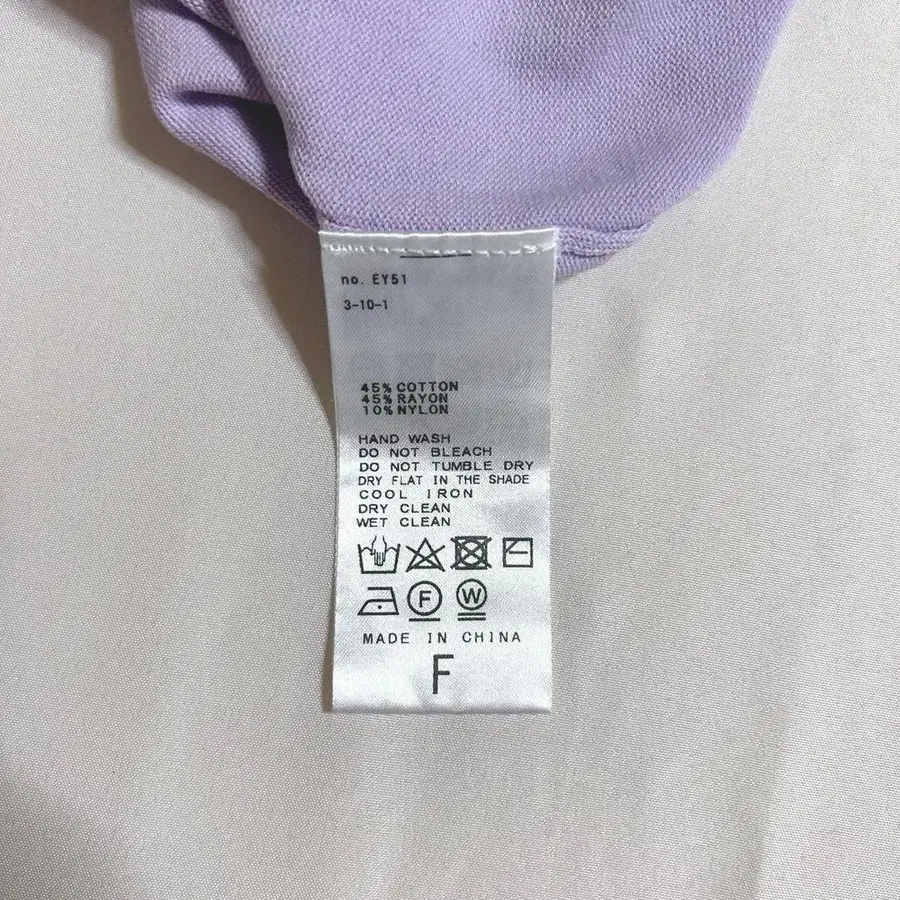 no. EY51
3-10-1
45% COTTON
45% RAYON
10% NYLON
HAND WASH
DO NOT BLEACH
DO NOT TUMBLE DRY
DRY FLAT IN THE SHADE
COOL IRON
DRY CLEAN
WET CLEAN
F W
MADE IN CHINA
F